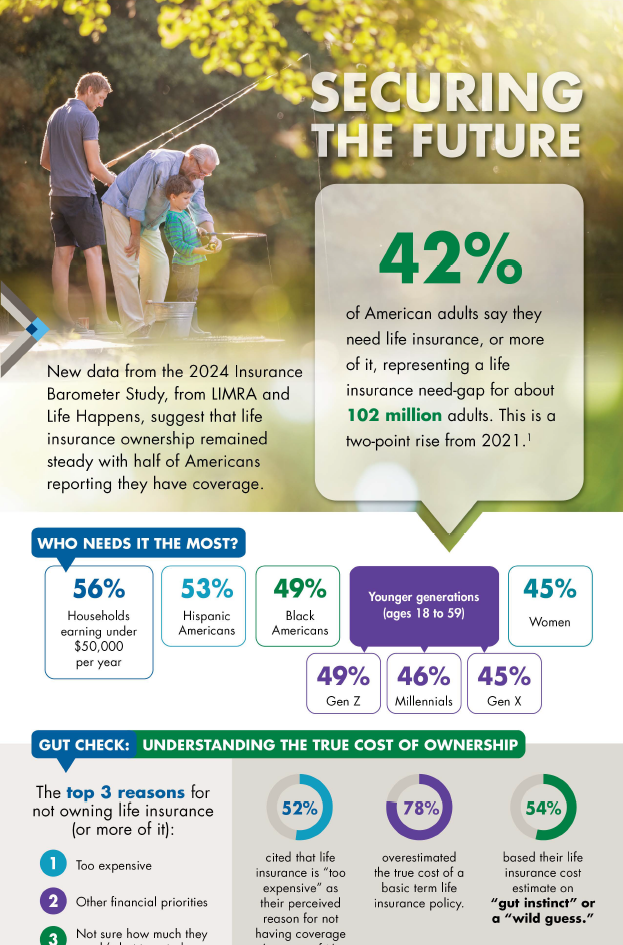 SECURING
THE FUTURE
42%
of American adults say they
need life insurance, or more
of it, representing a life
insurance need-gap for about
102 million adults. This is a
two-point rise from 2021.¹
New data from the 2024 Insurance
Barometer Study, from LIMRA and
Life Happens, suggest that life
insurance ownership remained
steady with half of Americans
reporting they have coverage.
WHO NEEDS IT THE MOST?
56%
Households
earning under
$50,000
per year
53%
Hispanic
Americans
49%
Black
Americans
Younger generations
(ages 18 to 59)
49%
Gen Z
46%
Millennials
45%
Gen X
45%
Women
GUT CHECK: UNDERSTANDING THE TRUE COST OF OWNERSHIP
The top 3 reasons for
not owning life insurance
(or more of it):
1 Too expensive
2 Other financial priorities
3 Not sure how much they
52%
cited that life
insurance is “too
expensive” as
their perceived
reason for not
having coverage
78%
overestimated
the true cost of a
basic term life
insurance policy.
54%
based their life
insurance cost
estimate on
“gut instinct” or
a “wild guess.”